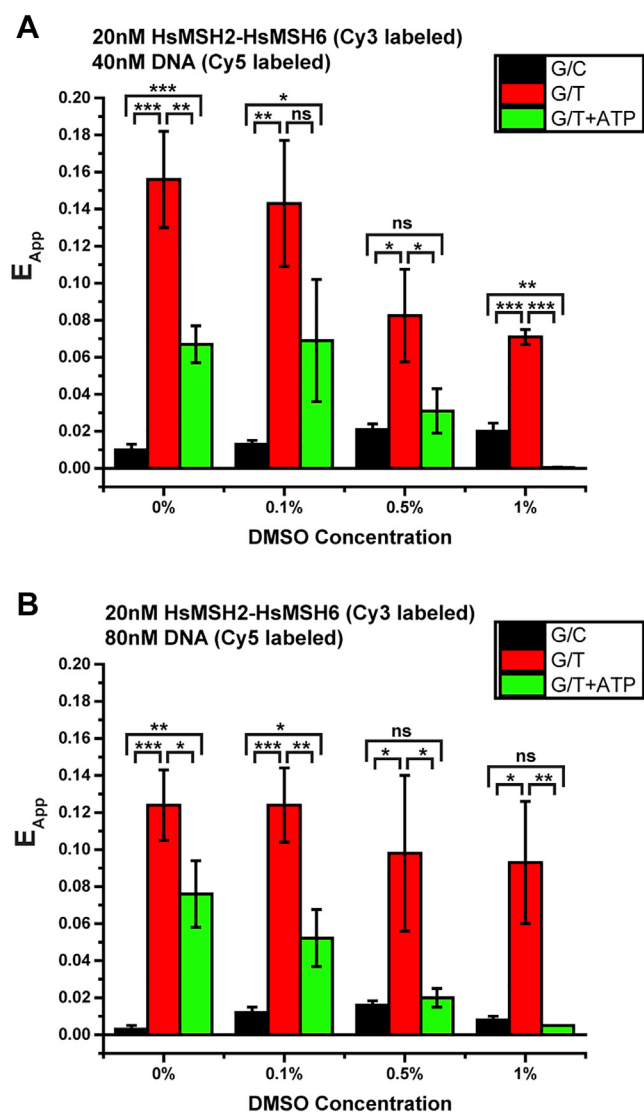 A
20nM HsMSH2-HsMSH6 (Cy3 labeled)
40nM DNA (Cy5 labeled)
G/C
G/T
G/T+ATP
0.20
0.18
0.16
0.14
0.12
0.10
0.08
0.06
0.04
0.02
0.00
E App
***
*** **
*
** ns
ns
* *
**
*** ***
0% 0.1% 0.5% 1%
DMSO Concentration
B
20nM HsMSH2-HsMSH6 (Cy3 labeled)
80nM DNA (Cy5 labeled)
G/C
G/T
G/T+ATP
0.20
0.18
0.16
0.14
0.12
0.10
0.08
0.06
0.04
0.02
0.00
E App
**
*** *
*
*** **
ns
* *
ns
* **
0% 0.1% 0.5% 1%
DMSO Concentration